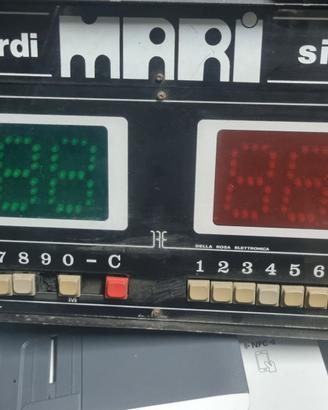 rdi MARI si
88 88
DELLA ROSA ELETTRONICA
7 8 9 0 - C 1 2 3 4 5 6
M